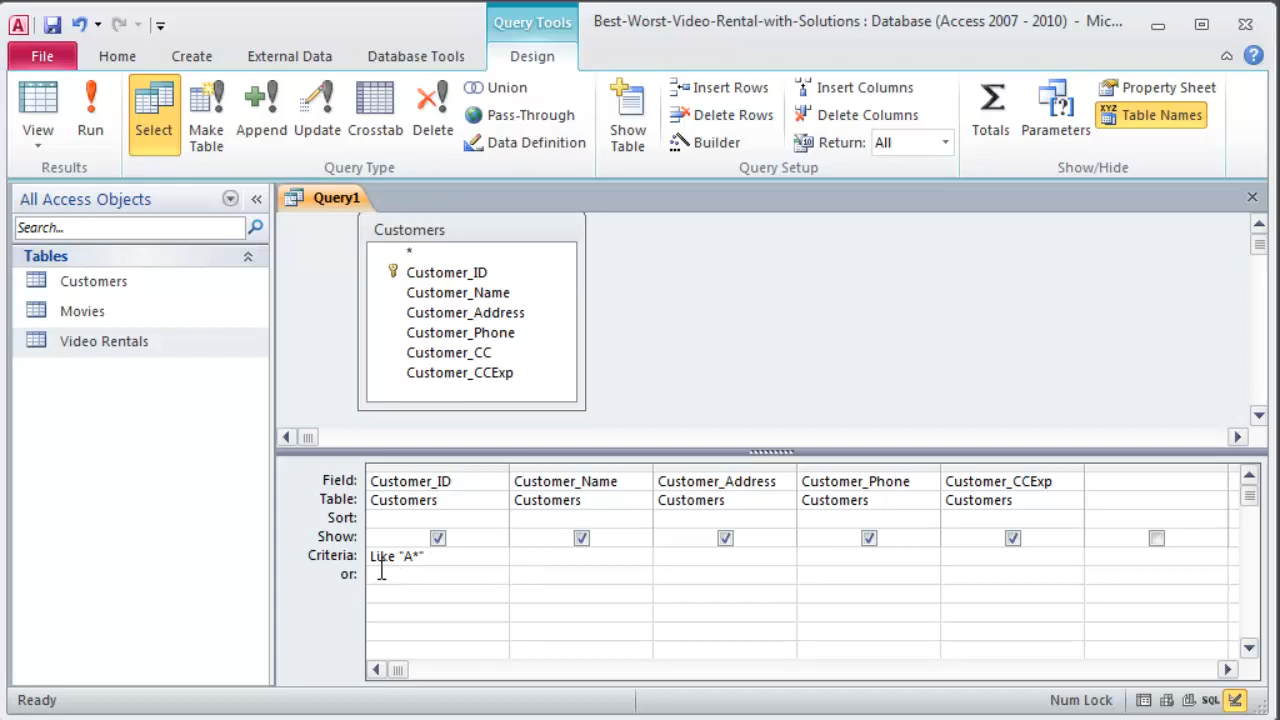 A
Query Tools
Best-Worst-Video-Rental-with-Solutions : Database (Access 2007 - 2010) - Mic...
File Home Create External Data Database Tools Design
View
Run
Select
Make Table
Append
Update
Crosstab
Delete
Union
Pass-Through
Data Definition
Show Table
Insert Rows
Delete Rows
Builder
Insert Columns
Delete Columns
Return: All
Totals
Parameters
Property Sheet
XYZ Table Names
Results Query Type Query Setup Show/Hide
All Access Objects
Search...
Tables
Customers
Movies
Video Rentals
Query1
Customers
*
Customer_ID
Customer_Name
Customer_Address
Customer_Phone
Customer_CC
Customer_CCExp
Field: Customer_ID Customer_Name Customer_Address Customer_Phone Customer_CCExp
Table: Customers Customers Customers Customers Customers
Sort:
Show:
Criteria: Like "A*"
or:
Ready Num Lock SQL